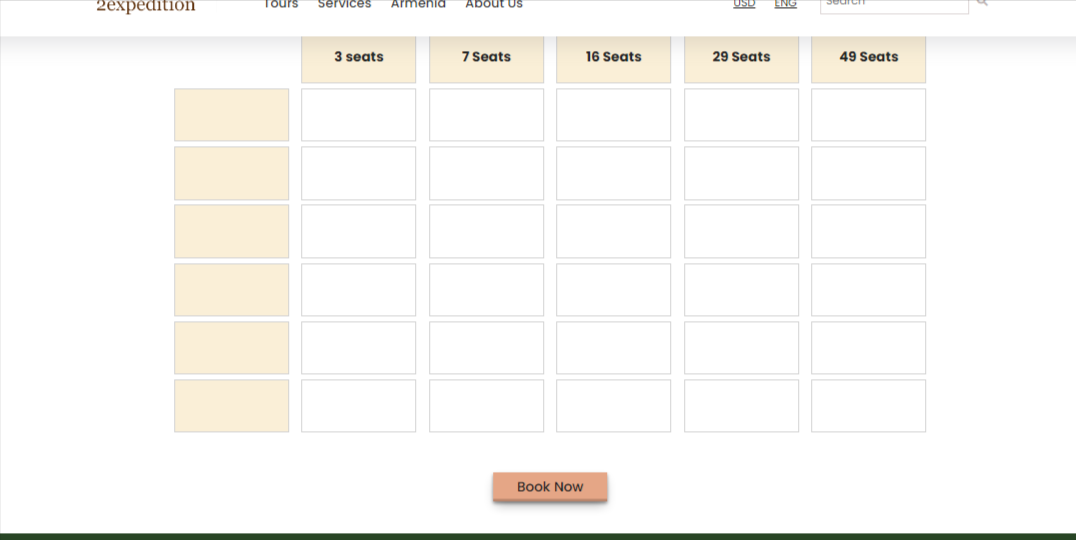 2expedition Tours Services Armenia About Us USD ENG Search
3 seats 7 Seats 16 Seats 29 Seats 49 Seats
Book Now